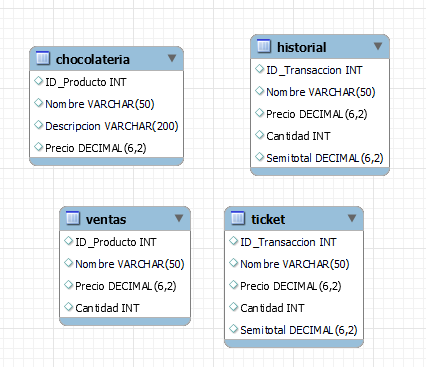 chocolateria
ID_Producto INT
Nombre VARCHAR(50)
Descripcion VARCHAR(200)
Precio DECIMAL(6,2)
historial
ID_Transaccion INT
Nombre VARCHAR(50)
Precio DECIMAL(6,2)
Cantidad INT
Semitotal DECIMAL(6,2)
ventas
ID_Producto INT
Nombre VARCHAR(50)
Precio DECIMAL(6,2)
Cantidad INT
ticket
ID_Transaccion INT
Nombre VARCHAR(50)
Precio DECIMAL(6,2)
Cantidad INT
Semitotal DECIMAL(6,2)